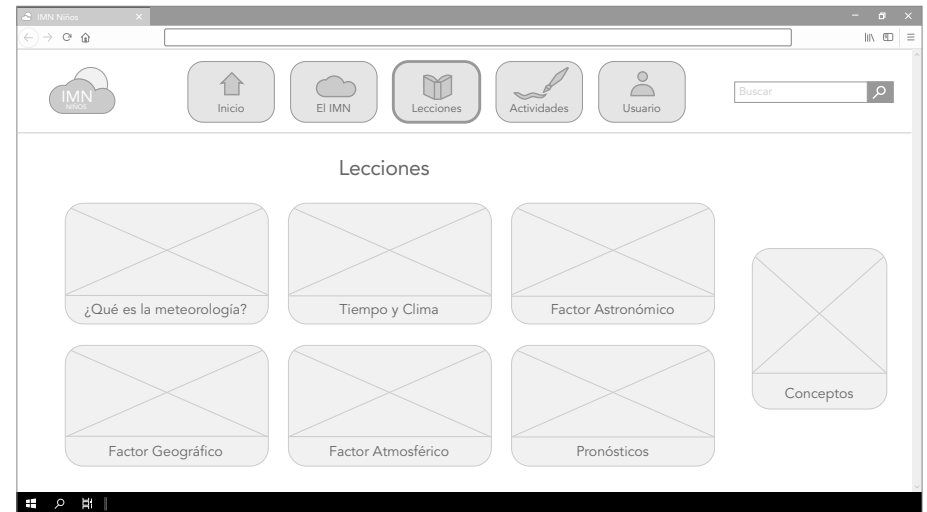 IMN Niños
IMN
NIÑOS
Inicio
El IMN
Lecciones
Actividades
Usuario
Buscar
Lecciones
¿Qué es la meteorología?
Tiempo y Clima
Factor Astronómico
Conceptos
Factor Geográfico
Factor Atmosférico
Pronósticos